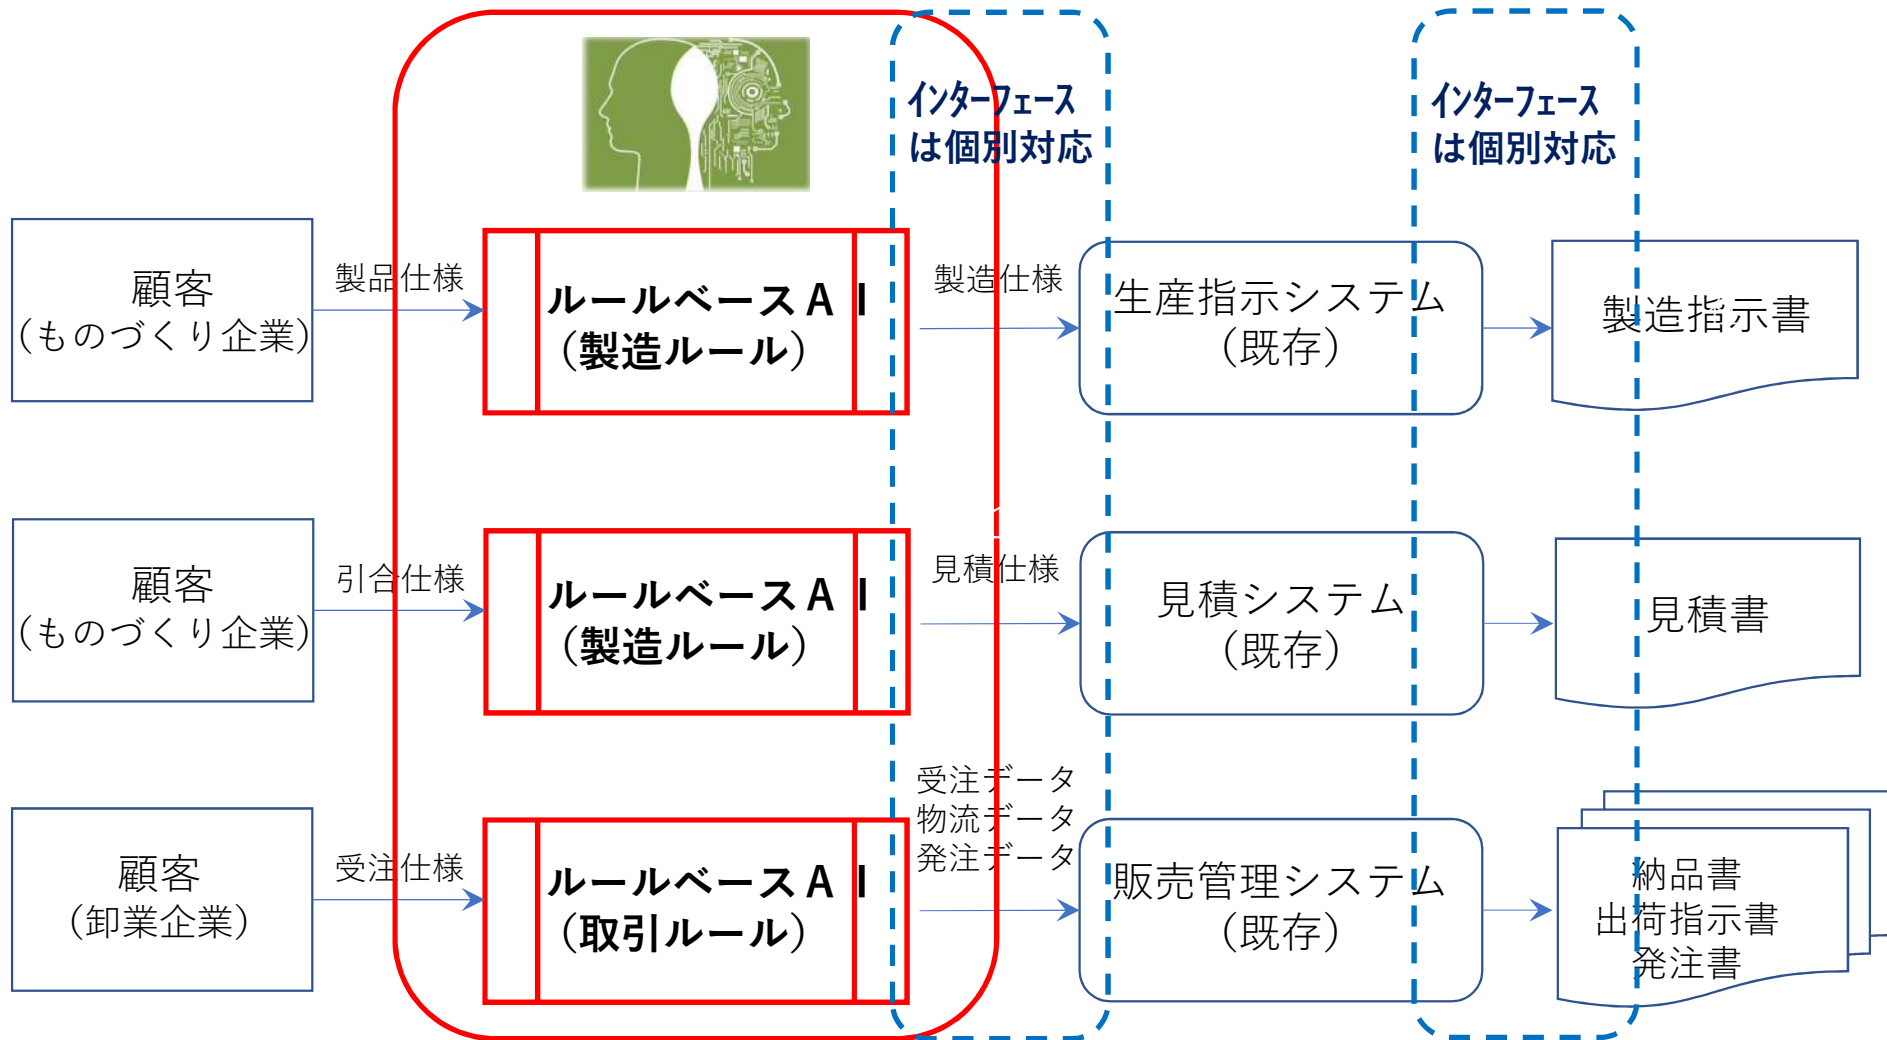 インターフェース
は個別対応
インターフェース
は個別対応
顧客
（ものづくり企業）
製品仕様
ルールベースＡＩ
（製造ルール）
製造仕様
生産指示システム
（既存）
製造指示書
顧客
（ものづくり企業）
引合仕様
ルールベースＡＩ
（製造ルール）
見積仕様
見積システム
（既存）
見積書
顧客
（卸業企業）
受注仕様
ルールベースＡＩ
（取引ルール）
受注データ
物流データ
発注データ
販売管理システム
（既存）
納品書
出荷指示書
発注書